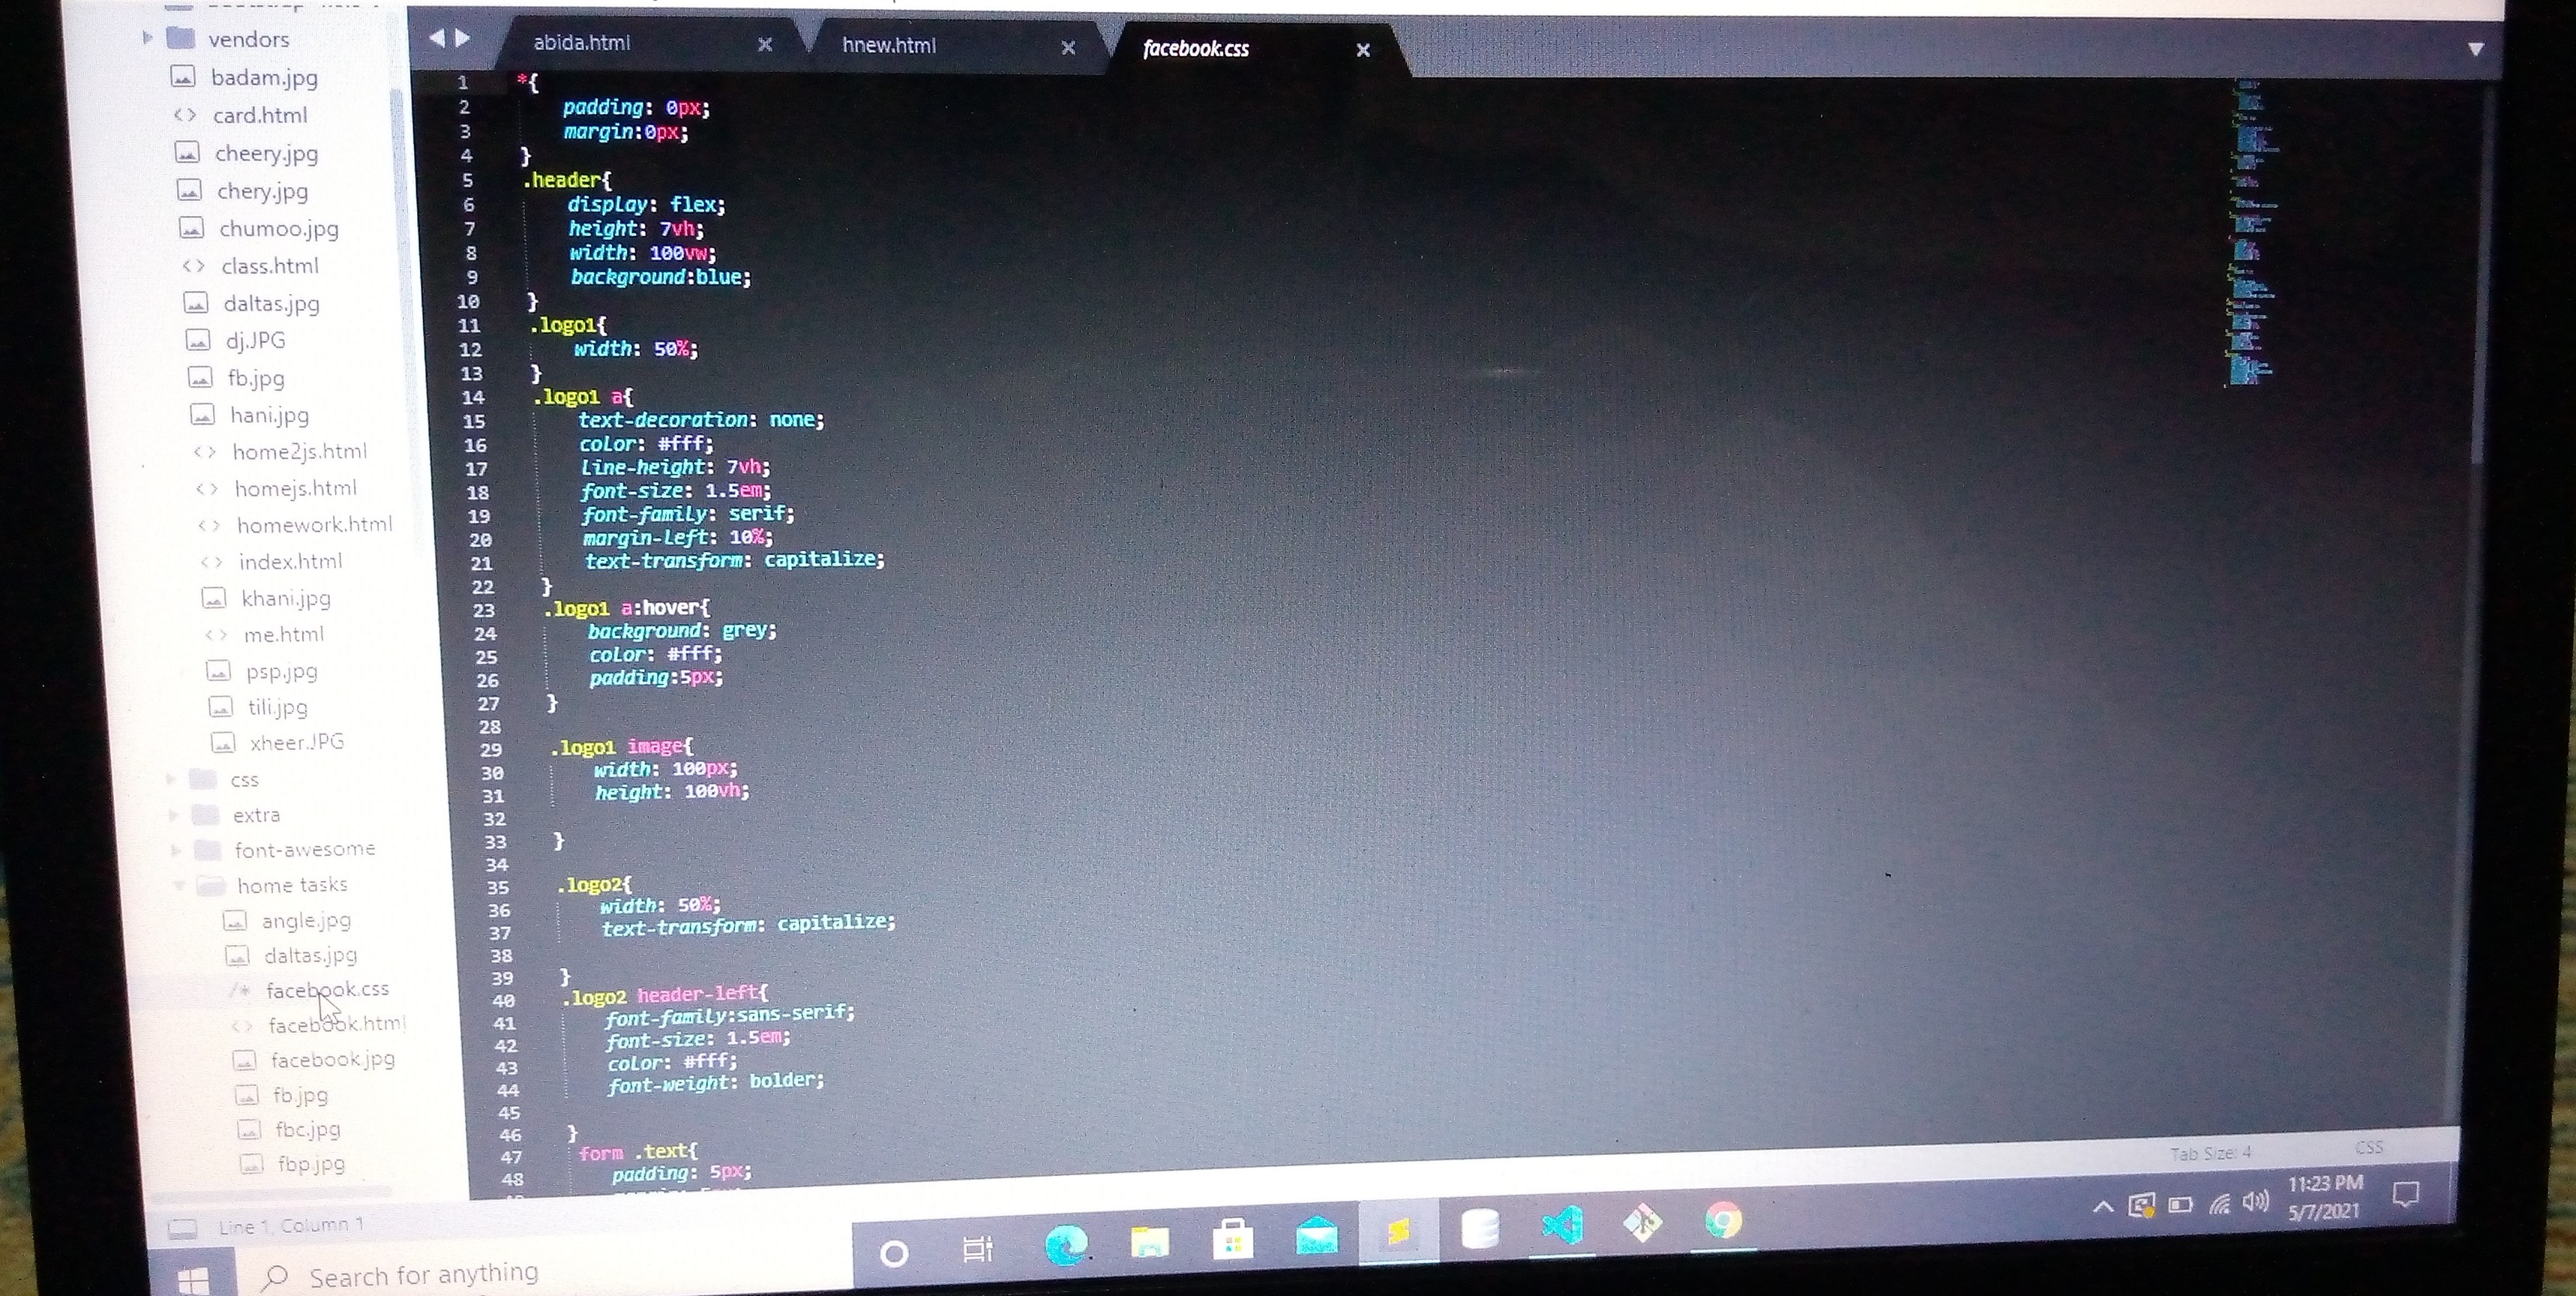 vendors
badam.jpg
card.html
cheery.jpg
chery.jpg
chumoo.jpg
class.html
daltas.jpg
dj.JPG
fb.jpg
hani.jpg
home2js.html
homejs.html
homework.html
index.html
khani.jpg
me.html
psp.jpg
tili.jpg
xheer.JPG
css
extra
font-awesome
home tasks
angle.jpg
daltas.jpg
/* facebook.css
facebook.html
facebook.jpg
fb.jpg
fbc.jpg
fbp.jpg
abida.html × hnew.html × facebook.css ×
1 *{
2 padding: 0px;
3 margin:0px;
4 }
5 .header{
6 display: flex;
7 height: 7vh;
8 width: 100vw;
9 background:blue;
10 }
11 .logo1{
12 width: 50%;
13 }
14 .logo1 a{
15 text-decoration: none;
16 color: #fff;
17 line-height: 7vh;
18 font-size: 1.5em;
19 font-family: serif;
20 margin-left: 10%;
21 text-transform: capitalize;
22 }
23 .logo1 a:hover{
24 background: grey;
25 color: #fff;
26 padding:5px;
27 }
28
29 .logo1 image{
30 width: 100px;
31 height: 100vh;
32
33 }
34
35 .logo2{
36 width: 50%;
37 text-transform: capitalize;
38
39 }
40 .logo2 header-left{
41 font-family:sans-serif;
42 font-size: 1.5em;
43 color: #fff;
44 font-weight: bolder;
45
46 }
47 form .text{
48 padding: 5px;
Line 1, Column 1
Tab Size: 4 CSS
Search for anything
11:23 PM
5/7/2021